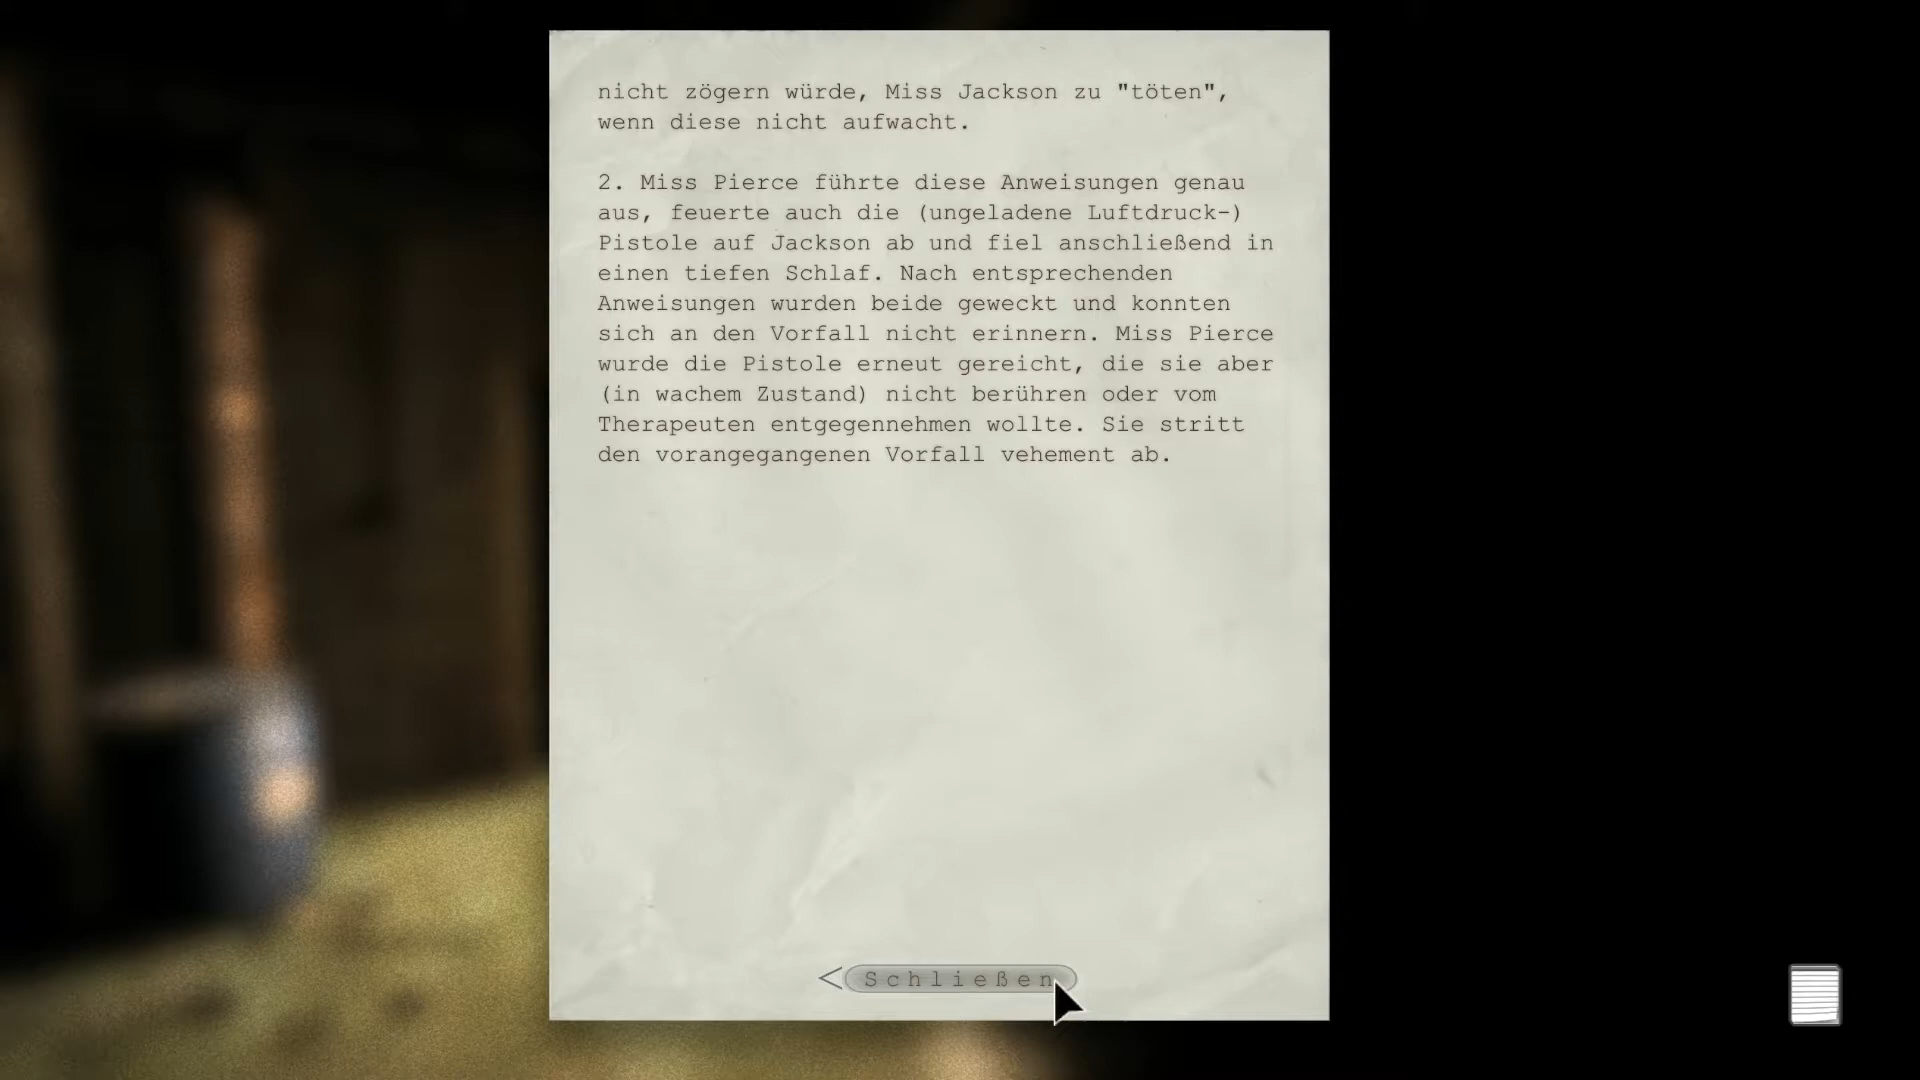 nicht zögern würde, Miss Jackson zu "töten",
wenn diese nicht aufwacht.
2. Miss Pierce führte diese Anweisungen genau
aus, feuerte auch die (ungeladene Luftdruck-)
Pistole auf Jackson ab und fiel anschließend in
einen tiefen Schlaf. Nach entsprechenden
Anweisungen wurden beide geweckt und konnten
sich an den Vorfall nicht erinnern. Miss Pierce
wurde die Pistole erneut gereicht, die sie aber
(in wachem Zustand) nicht berühren oder vom
Therapeuten entgegennehmen wollte. Sie stritt
den vorangegangenen Vorfall vehement ab.
Schließen